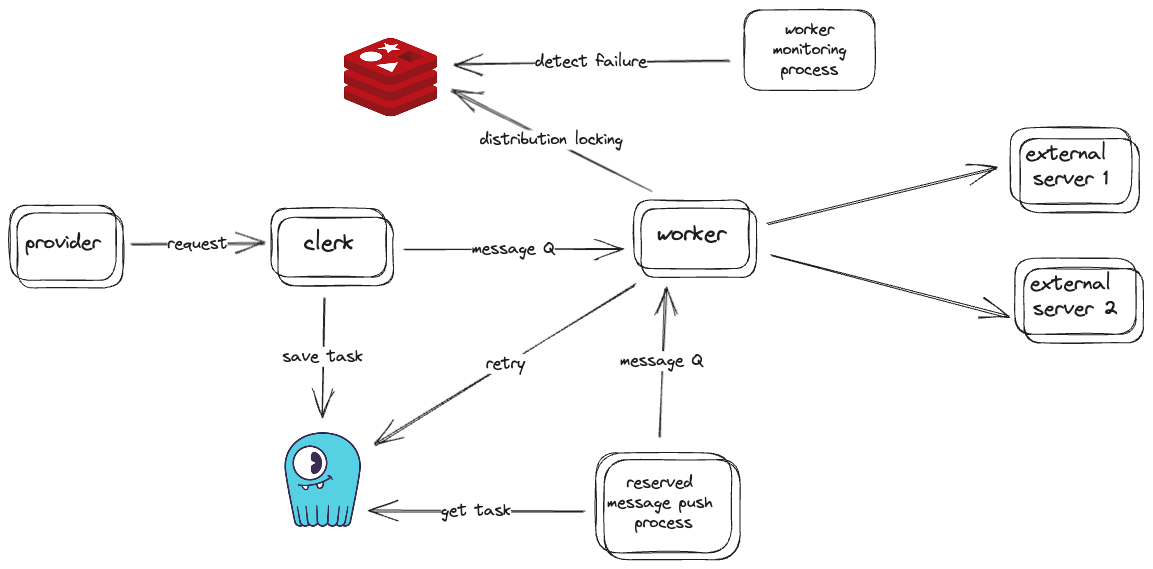 worker
monitoring
process
detect failure
distribution locking
external
server 1
provider
request
clerk
message Q
worker
external
server 2
save task
retry
message Q
reserved
message push
process
get task